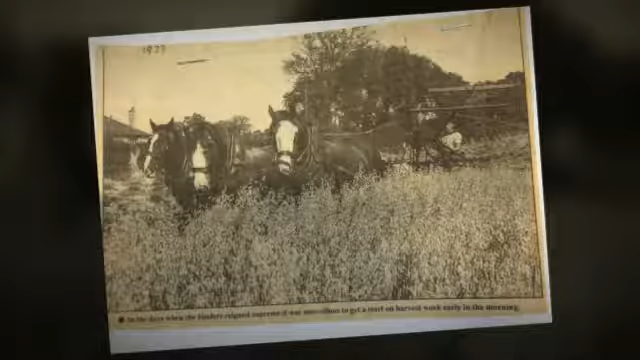 1933
● In the days when the binders reigned supreme it was marvellous to get a start on harvest work early in the morning.